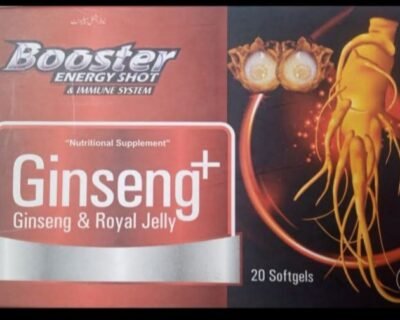 Booster
ENERGY SHOT
& IMMUNE SYSTEM
"Nutritional Supplement"
Ginseng+
Ginseng & Royal Jelly
20 Softgels